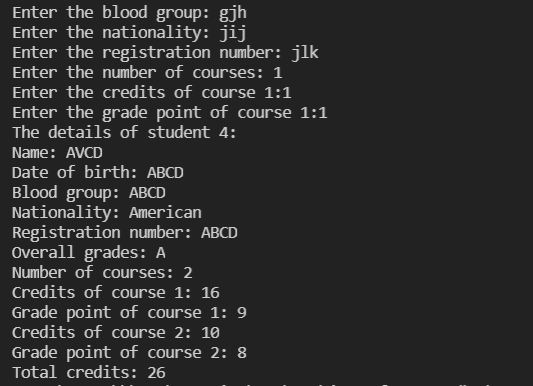 Enter the blood group: gjh
Enter the nationality: jij
Enter the registration number: jlk
Enter the number of courses: 1
Enter the credits of course 1:1
Enter the grade point of course 1:1
The details of student 4:
Name: AVCD
Date of birth: ABCD
Blood group: ABCD
Nationality: American
Registration number: ABCD
Overall grades: A
Number of courses: 2
Credits of course 1: 16
Grade point of course 1: 9
Credits of course 2: 10
Grade point of course 2: 8
Total credits: 26